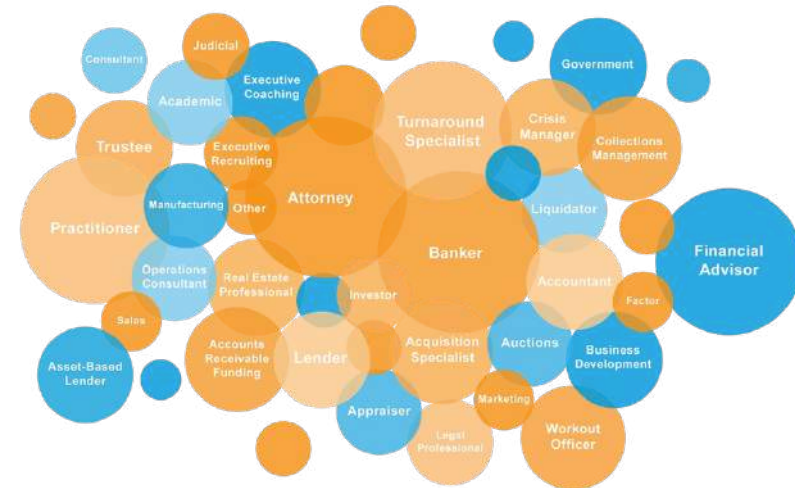 Judicial
Consultant
Executive
Coaching
Government
Academic
Turnaround
Specialist
Crisis
Manager
Collections
Management
Trustee
Executive
Recruiting
Attorney
Manufacturing
Other
Liquidator
Practitioner
Banker
Financial
Advisor
Operations
Consultant
Real Estate
Professional
Investor
Accountant
Factor
Sales
Accounts
Receivable
Funding
Lender
Acquisition
Specialist
Auctions
Business
Development
Asset-Based
Lender
Appraiser
Marketing
Legal
Professional
Workout
Officer